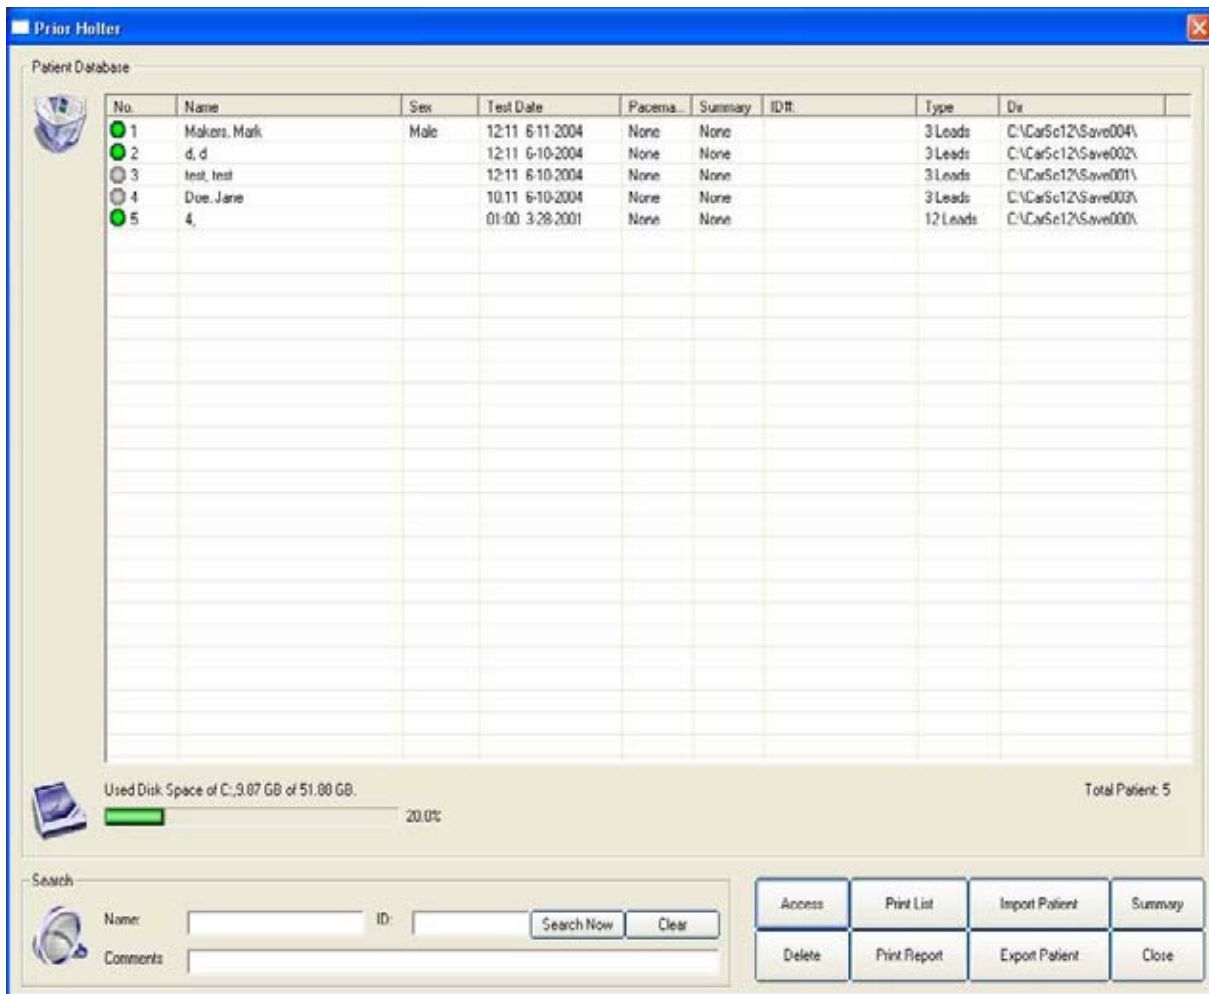 Prior Holter
Patient Database
No. Name Sex Test Date Pacema... Summary ID#: Type Dir
1 Makers, Mark Male 12:11 6-11-2004 None None 3 Leads C:\CarSc12\Save004\
2 d, d 12:11 6-10-2004 None None 3 Leads C:\CarSc12\Save002\
3 test, test 12:11 6-10-2004 None None 3 Leads C:\CarSc12\Save001\
4 Doe, Jane 10:11 6-10-2004 None None 3 Leads C:\CarSc12\Save003\
5 4, 01:00 3-28-2001 None None 12 Leads C:\CarSc12\Save000\
Used Disk Space of C:,9.87 GB of 51.88 GB. Total Patient: 5
20.0%
Search
Name: ID: Search Now Clear
Comments
Access Print List Import Patient Summary
Delete Print Report Export Patient Close